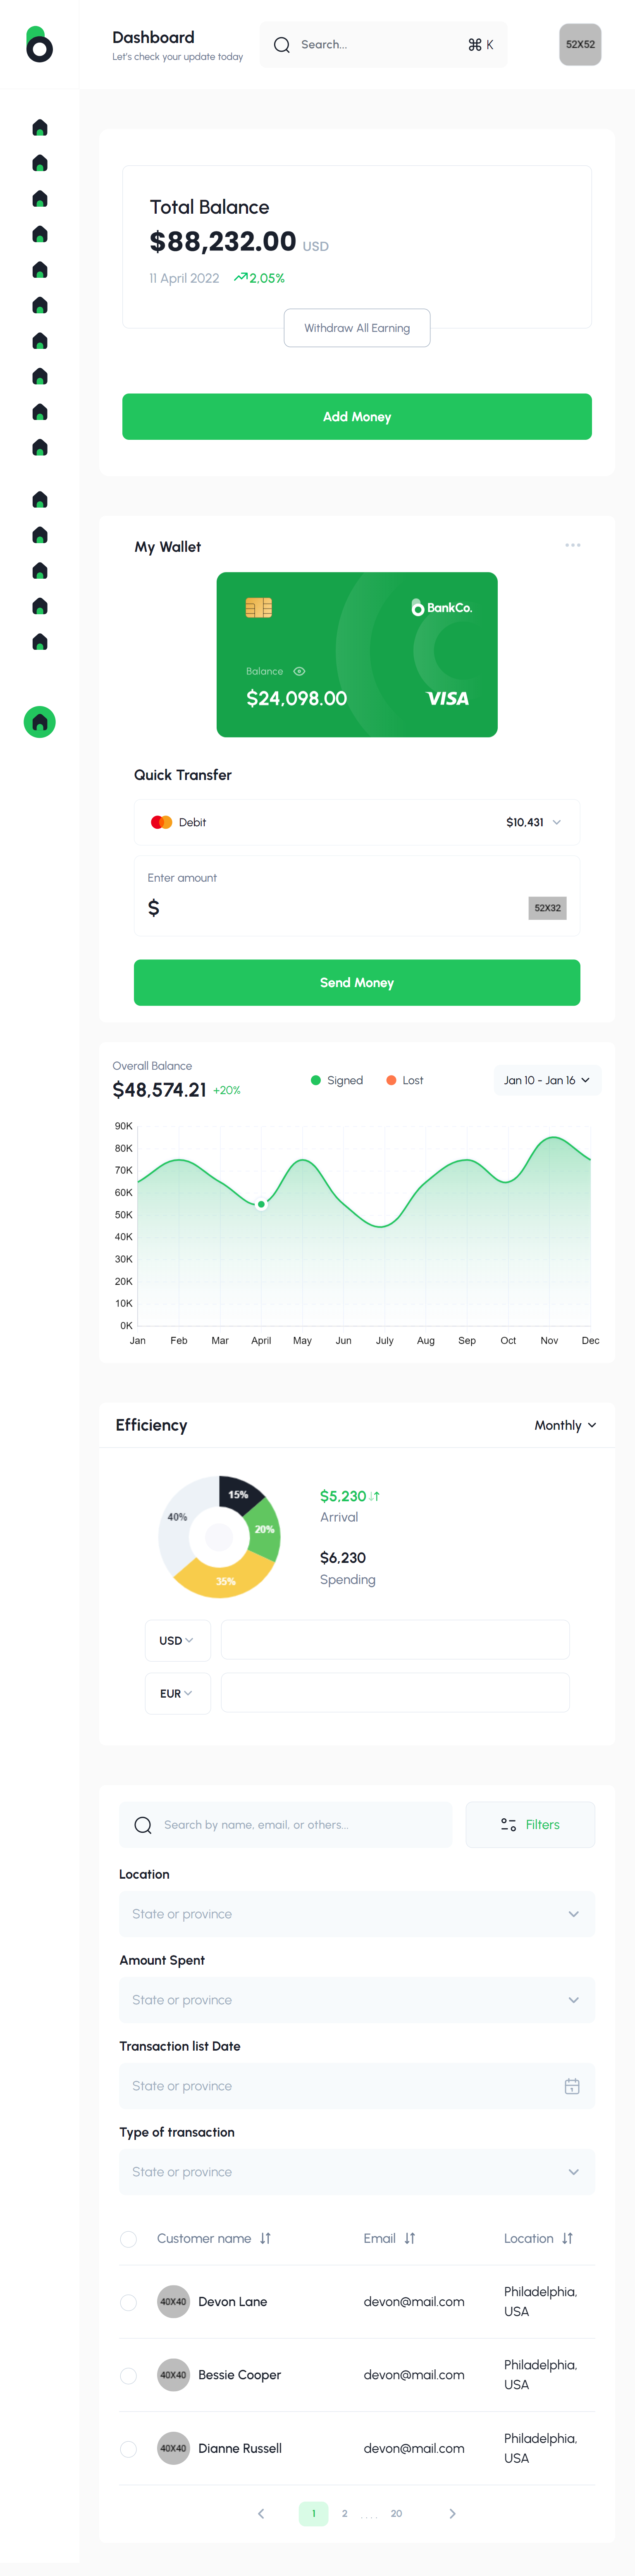 Dashboard
Let's check your update today
Search...
⌘ K
52X52
Total Balance
$88,232.00 USD
11 April 2022 2,05%
Withdraw All Earning
Add Money
My Wallet
BankCo.
Balance
$24,098.00
VISA
Quick Transfer
Debit $10,431
Enter amount
$
52X32
Send Money
Overall Balance
$48,574.21 +20%
Signed Lost
Jan 10 - Jan 16
90K
80K
70K
60K
50K
40K
30K
20K
10K
0K
Jan Feb Mar April May Jun July Aug Sep Oct Nov Dec
Efficiency
Monthly
15%
40%
20%
35%
$5,230
Arrival
$6,230
Spending
USD
EUR
Search by name, email, or others...
Filters
Location
State or province
Amount Spent
State or province
Transaction list Date
State or province
Type of transaction
State or province
Customer name Email Location
40X40 Devon Lane devon@mail.com Philadelphia,
USA
40X40 Bessie Cooper devon@mail.com Philadelphia,
USA
40X40 Dianne Russell devon@mail.com Philadelphia,
USA
1 2 . . . . 20